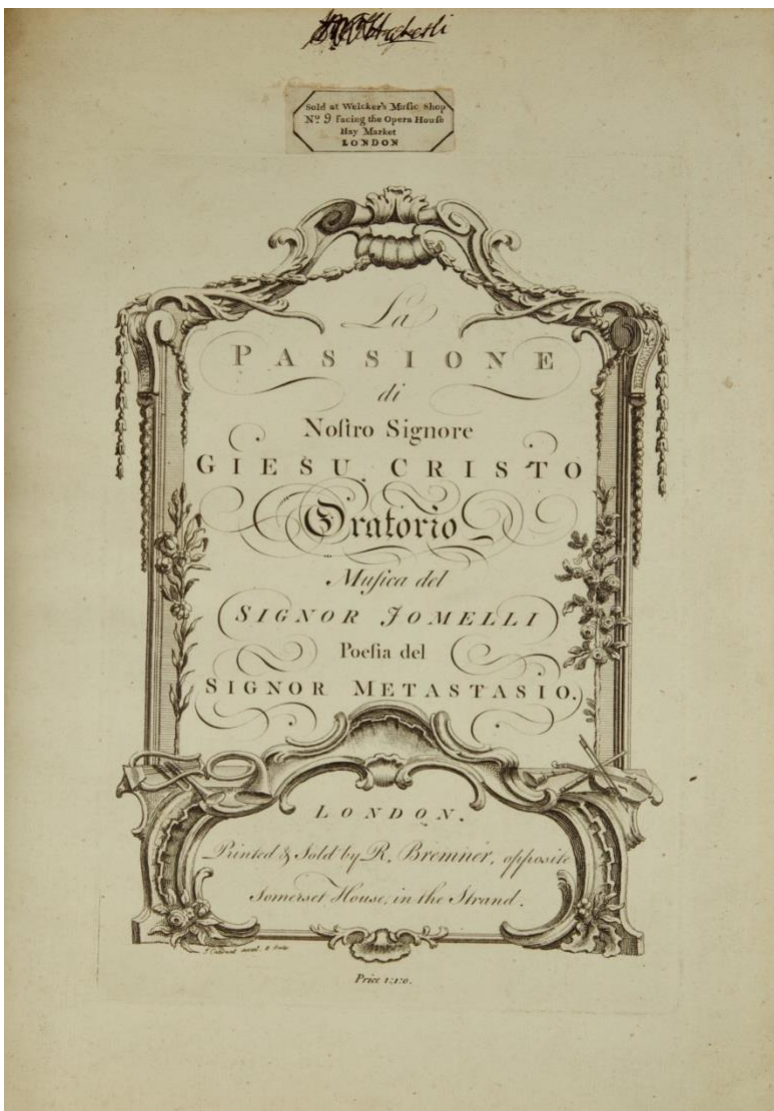 Sold at Welcker's Muſic Shop
Nº. 9 facing the Opera Houſe
Hay Market
LONDON
La
PASSIONE
di
Noſtro Signore
GIESU CRISTO
Oratorio
Muſica del
SIGNOR JOMELLI
Poeſia del
SIGNOR METASTASIO.
LONDON.
Printed & Sold by R. Bremner, opposite
Somerset House, in the Strand.
Price 1:1:0.